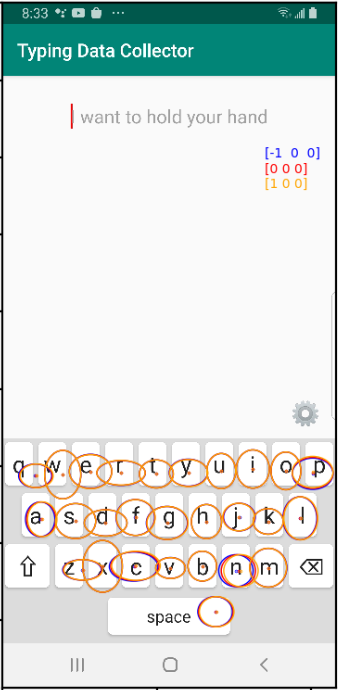 8:33 ...
Typing Data Collector
I want to hold your hand
[-1 0 0]
[0 0 0]
[1 0 0]
q w e r t y u i o p
a s d f g h j k l
z x c v b n m
space